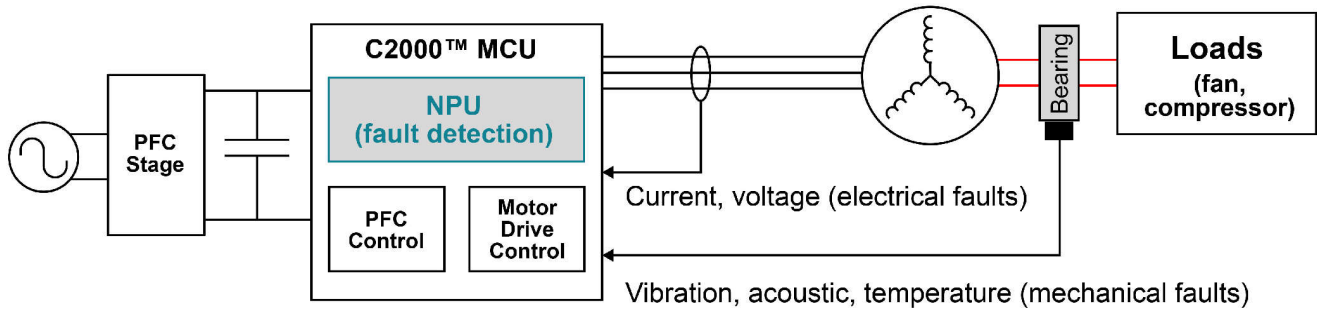 C2000™ MCU
NPU
(fault detection)
PFC
Stage
PFC
Control
Motor
Drive
Control
Bearing
Loads
(fan,
compressor)
Current, voltage (electrical faults)
Vibration, acoustic, temperature (mechanical faults)